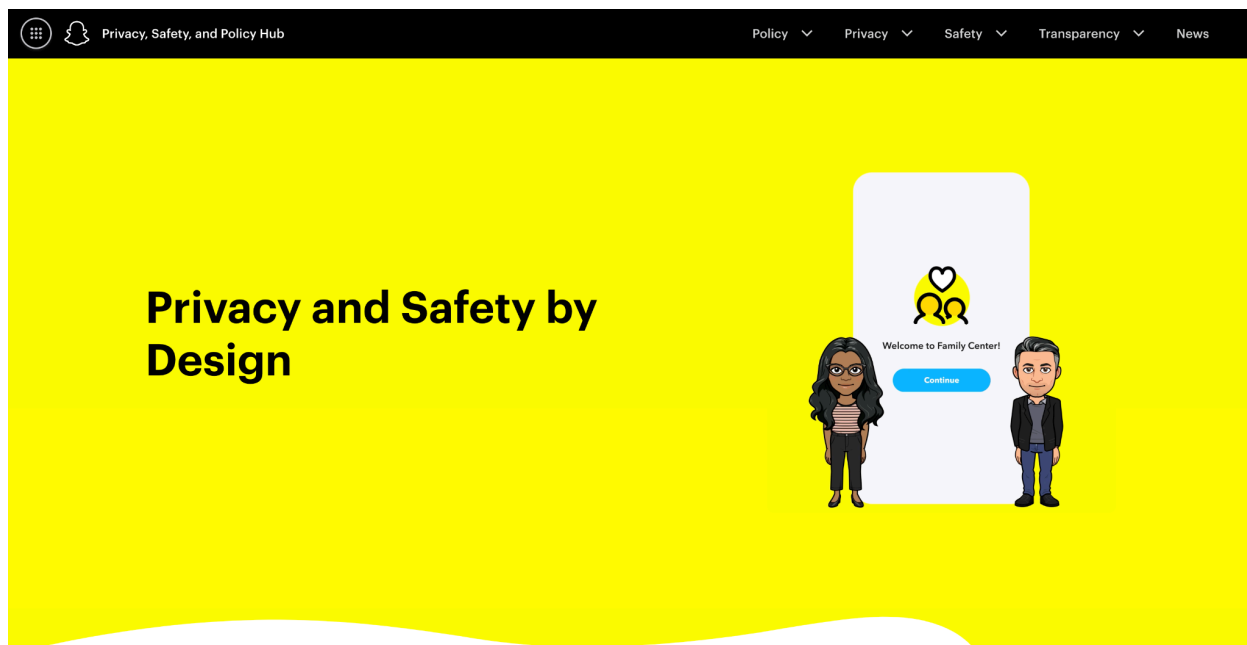 Privacy, Safety, and Policy Hub
Policy
Privacy
Safety
Transparency
News
Privacy and Safety by
Design
Welcome to Family Center!
Continue